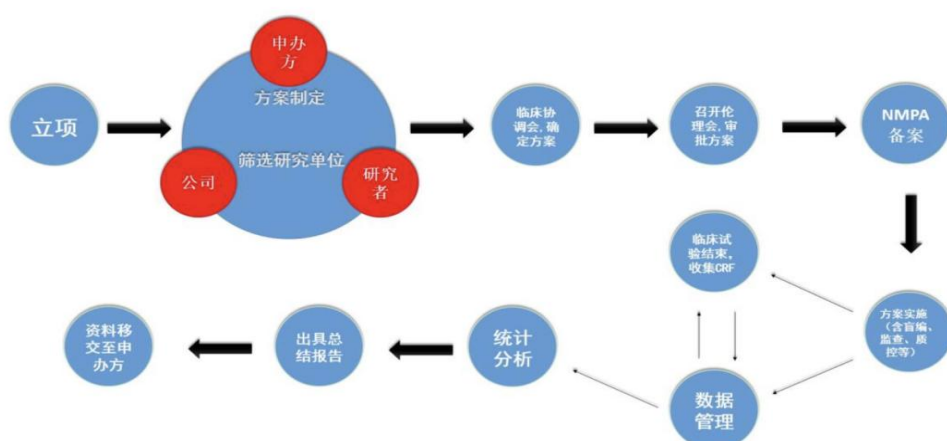 申办
方
方案制定
立项
筛选研究单位
公司
研究
者
临床协
调会,确
定方案
召开伦
理会,审
批方案
NMPA
备案
方案实施
（含盲编、
监查、质
控等）
临床试
验结束，
收集CRF
数据
管理
统计
分析
出具总
结报告
资料移
交至申
办方